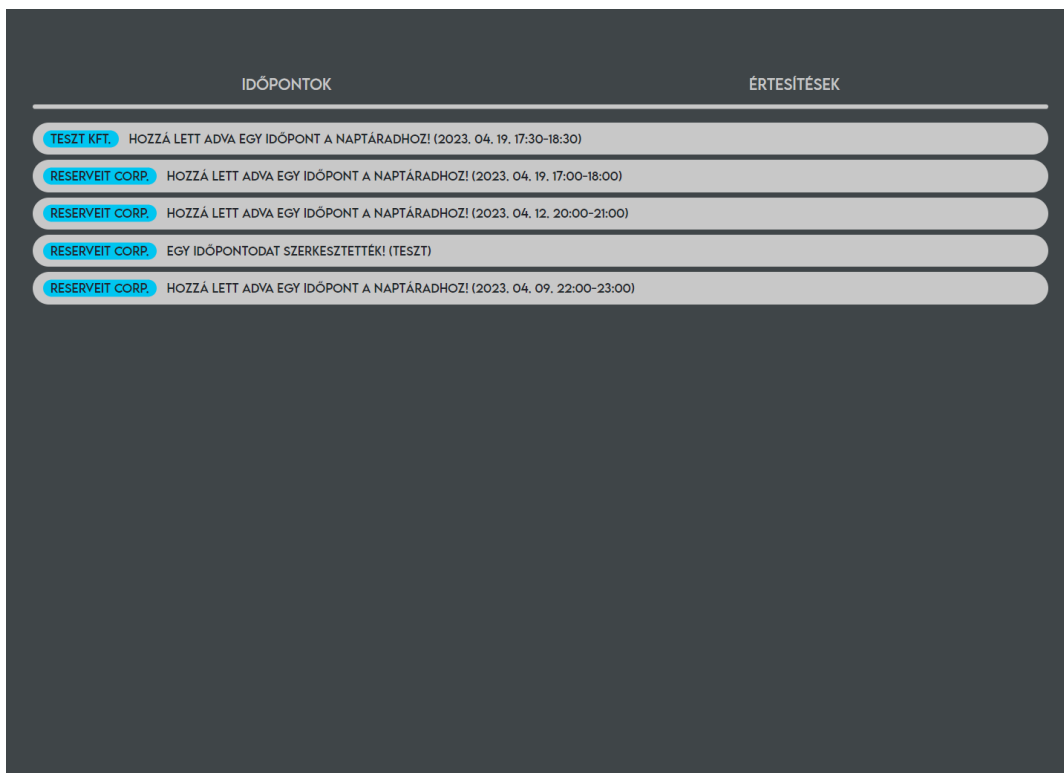 IDŐPONTOK ÉRTESÍTÉSEK
TESZT KFT. HOZZÁ LETT ADVA EGY IDŐPONT A NAPTÁRADHOZ! (2023. 04. 19. 17:30-18:30)
RESERVEIT CORP. HOZZÁ LETT ADVA EGY IDŐPONT A NAPTÁRADHOZ! (2023. 04. 19. 17:00-18:00)
RESERVEIT CORP. HOZZÁ LETT ADVA EGY IDŐPONT A NAPTÁRADHOZ! (2023. 04. 12. 20:00-21:00)
RESERVEIT CORP. EGY IDŐPONTODAT SZERKESZTETTÉK! (TESZT)
RESERVEIT CORP. HOZZÁ LETT ADVA EGY IDŐPONT A NAPTÁRADHOZ! (2023. 04. 09. 22:00-23:00)